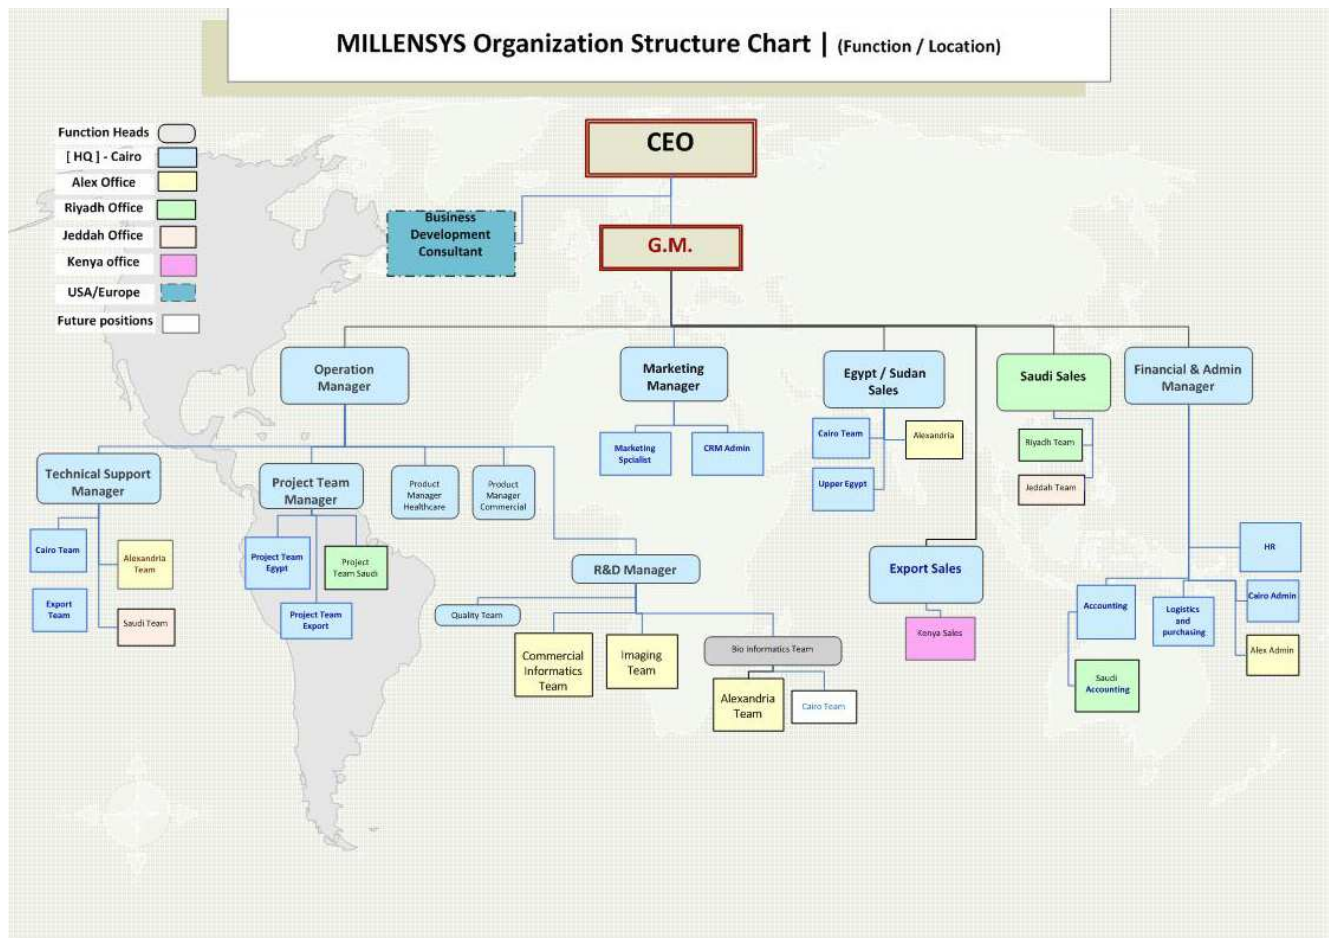 MILLENSYS Organization Structure Chart | (Function / Location)
Function Heads
[ HQ ] - Cairo
Alex Office
Riyadh Office
Jeddah Office
Kenya office
USA/Europe
Future positions
CEO
Business
Development
Consultant
G.M.
Operation
Manager
Marketing
Manager
Egypt / Sudan
Sales
Saudi Sales
Financial & Admin
Manager
Marketing
Spcialist
CRM Admin
Cairo Team
Alexandria
Upper Egypt
Riyadh Team
Jeddah Team
Technical Support
Manager
Project Team
Manager
Product
Manager
Healthcare
Product
Manager
Commercial
Cairo Team
Alexandria
Team
Export
Team
Saudi Team
Project Team
Egypt
Project
Team Saudi
Project Team
Export
R&D Manager
Quality Team
Commercial
Informatics
Team
Imaging
Team
Bio informatics Team
Alexandria
Team
Cairo Team
Export Sales
Kenya Sales
HR
Accounting
Logistics
and
purchasing
Cairo Admin
Alex Admin
Saudi
Accounting